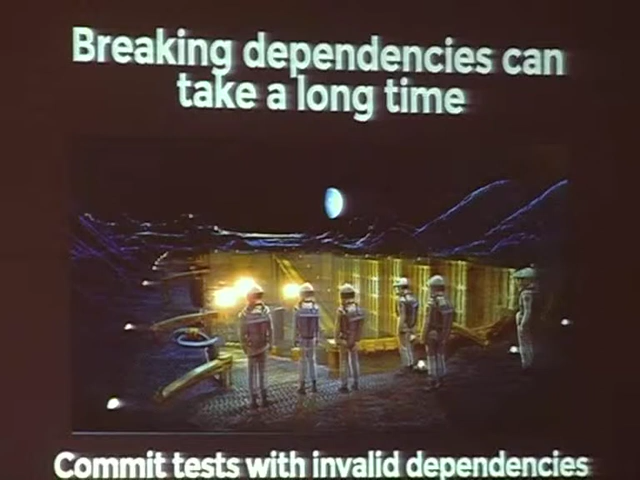 Breaking dependencies can
take a long time
Commit tests with invalid dependencies